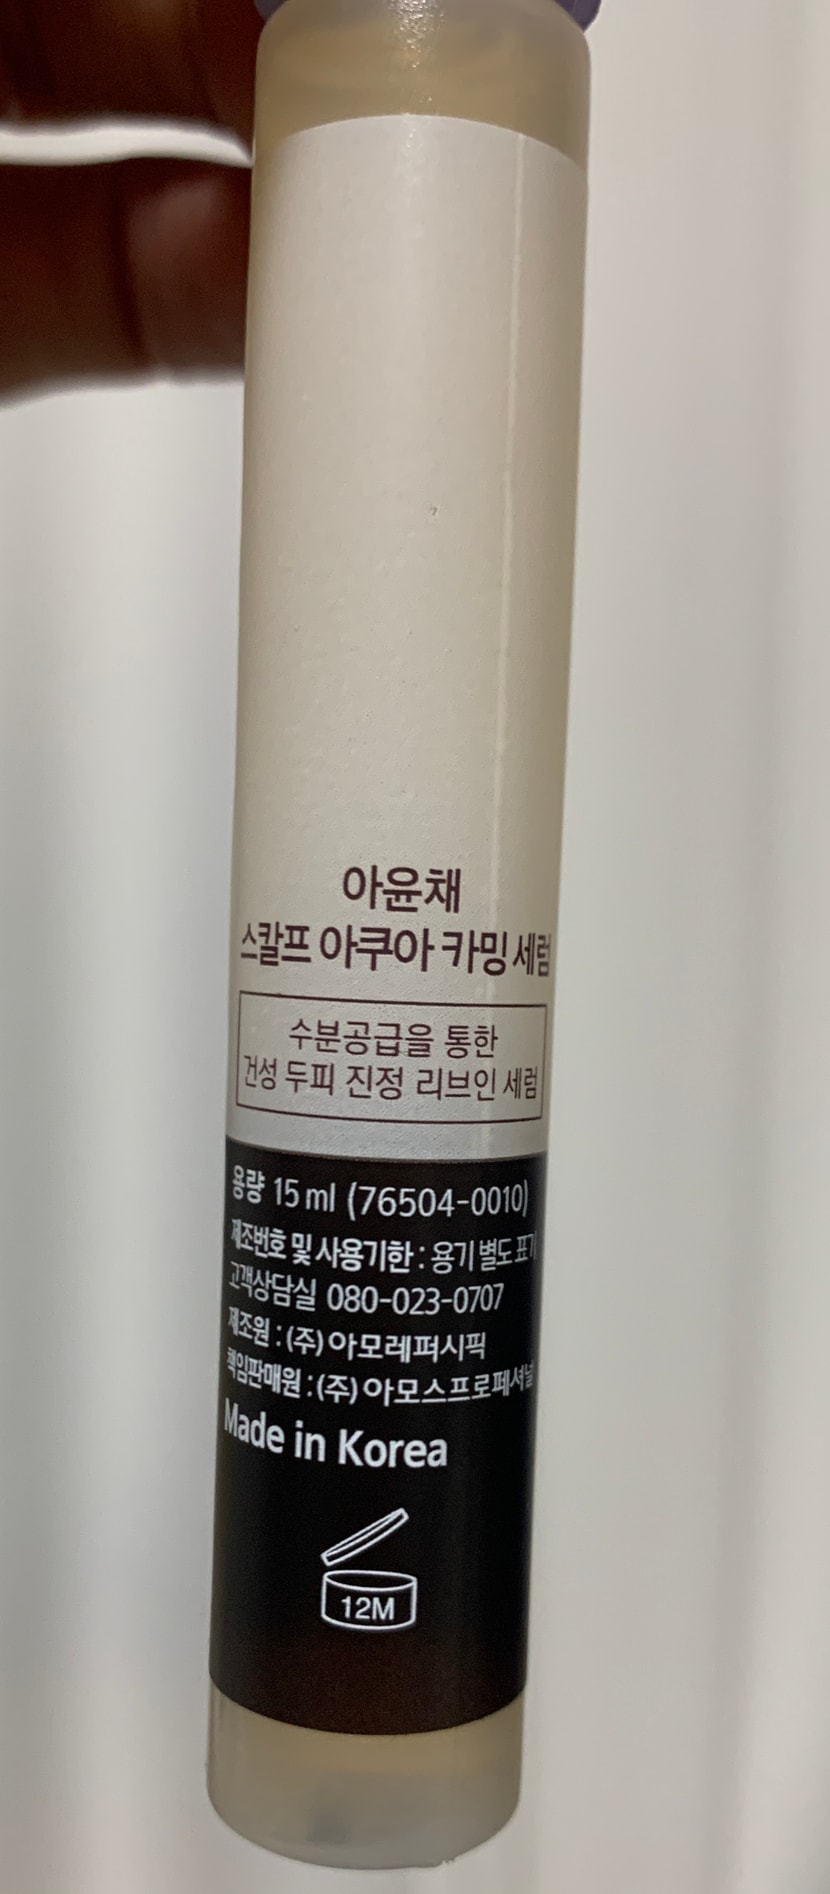 아윤채
스칼프 아쿠아 카밍 세럼
수분공급을 통한
건성 두피 진정 리브인 세럼
용량 15ml (76504-0010)
제조번호 및 사용기한 : 용기 별도 표기
고객상담실 080-023-0707
제조원 : (주) 아모레퍼시픽
책임판매원 : (주) 아모스프로페셔널
Made in Korea
12M